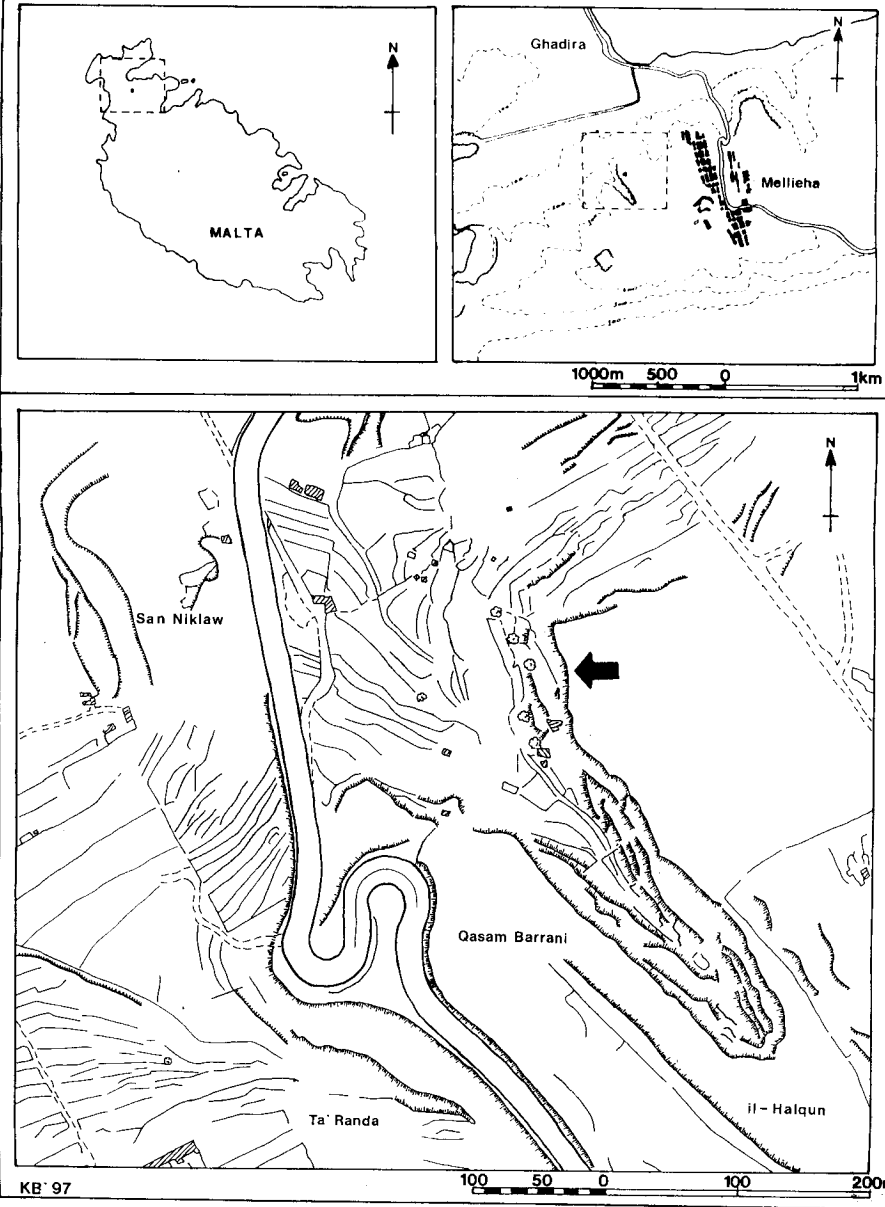 N
MALTA
Ghadira
N
Mellieha
1000m 500 0 1km
N
San Niklaw
Qasam Barrani
Ta' Randa
il-Halqun
KB' 97
100 50 0 100 200m